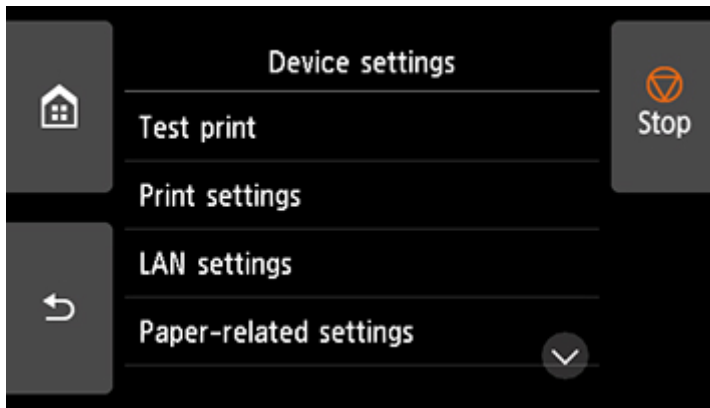 Device settings
Stop
Test print
Print settings
LAN settings
Paper-related settings